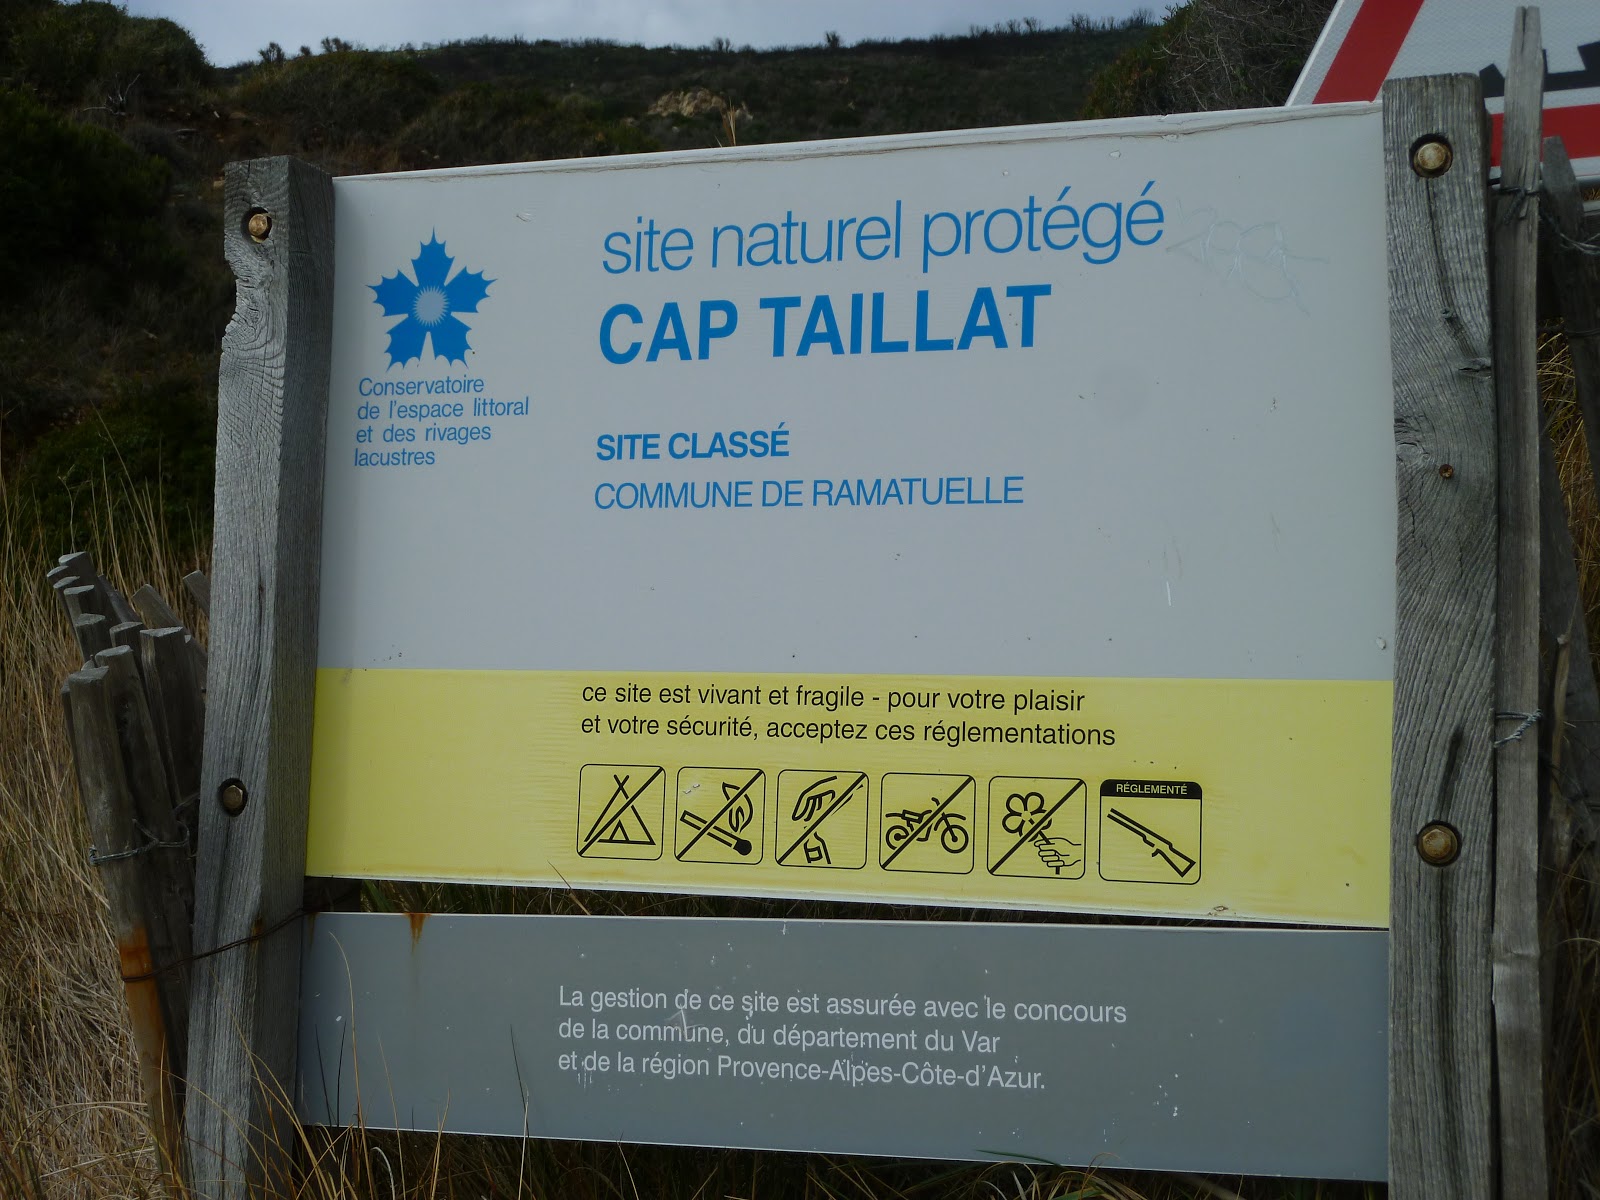 site naturel protégé
CAP TAILLAT
Conservatoire
de l'espace littoral
et des rivages
lacustres
SITE CLASSÉ
COMMUNE DE RAMATUELLE
ce site est vivant et fragile - pour votre plaisir
et votre sécurité, acceptez ces réglementations
RÉGLEMENTÉ
La gestion de ce site est assurée avec le concours
de la commune, du département du Var
et de la région Provence-Alpes-Côte-d'Azur.